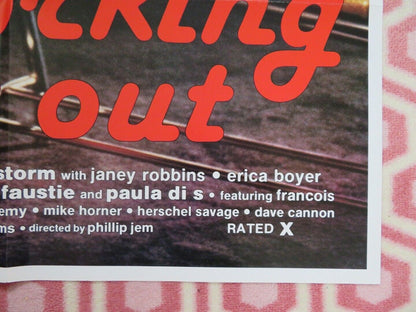 cking
out
storm with janey robbins • erica boyer
faustie and paula di s • featuring francois
emy • mike horner • herschel savage • dave cannon
ms • directed by phillip jem
RATED X